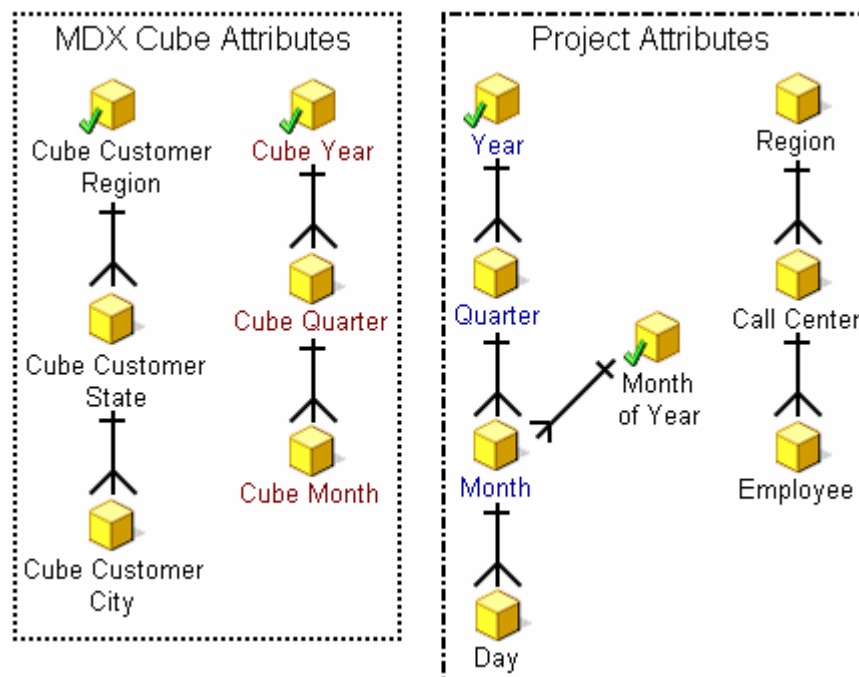 MDX Cube Attributes
Cube Customer
Region
Cube Customer
State
Cube Customer
City
Cube Year
Cube Quarter
Cube Month
Project Attributes
Year
Quarter
Month
Day
Month
of Year
Region
Call Center
Employee